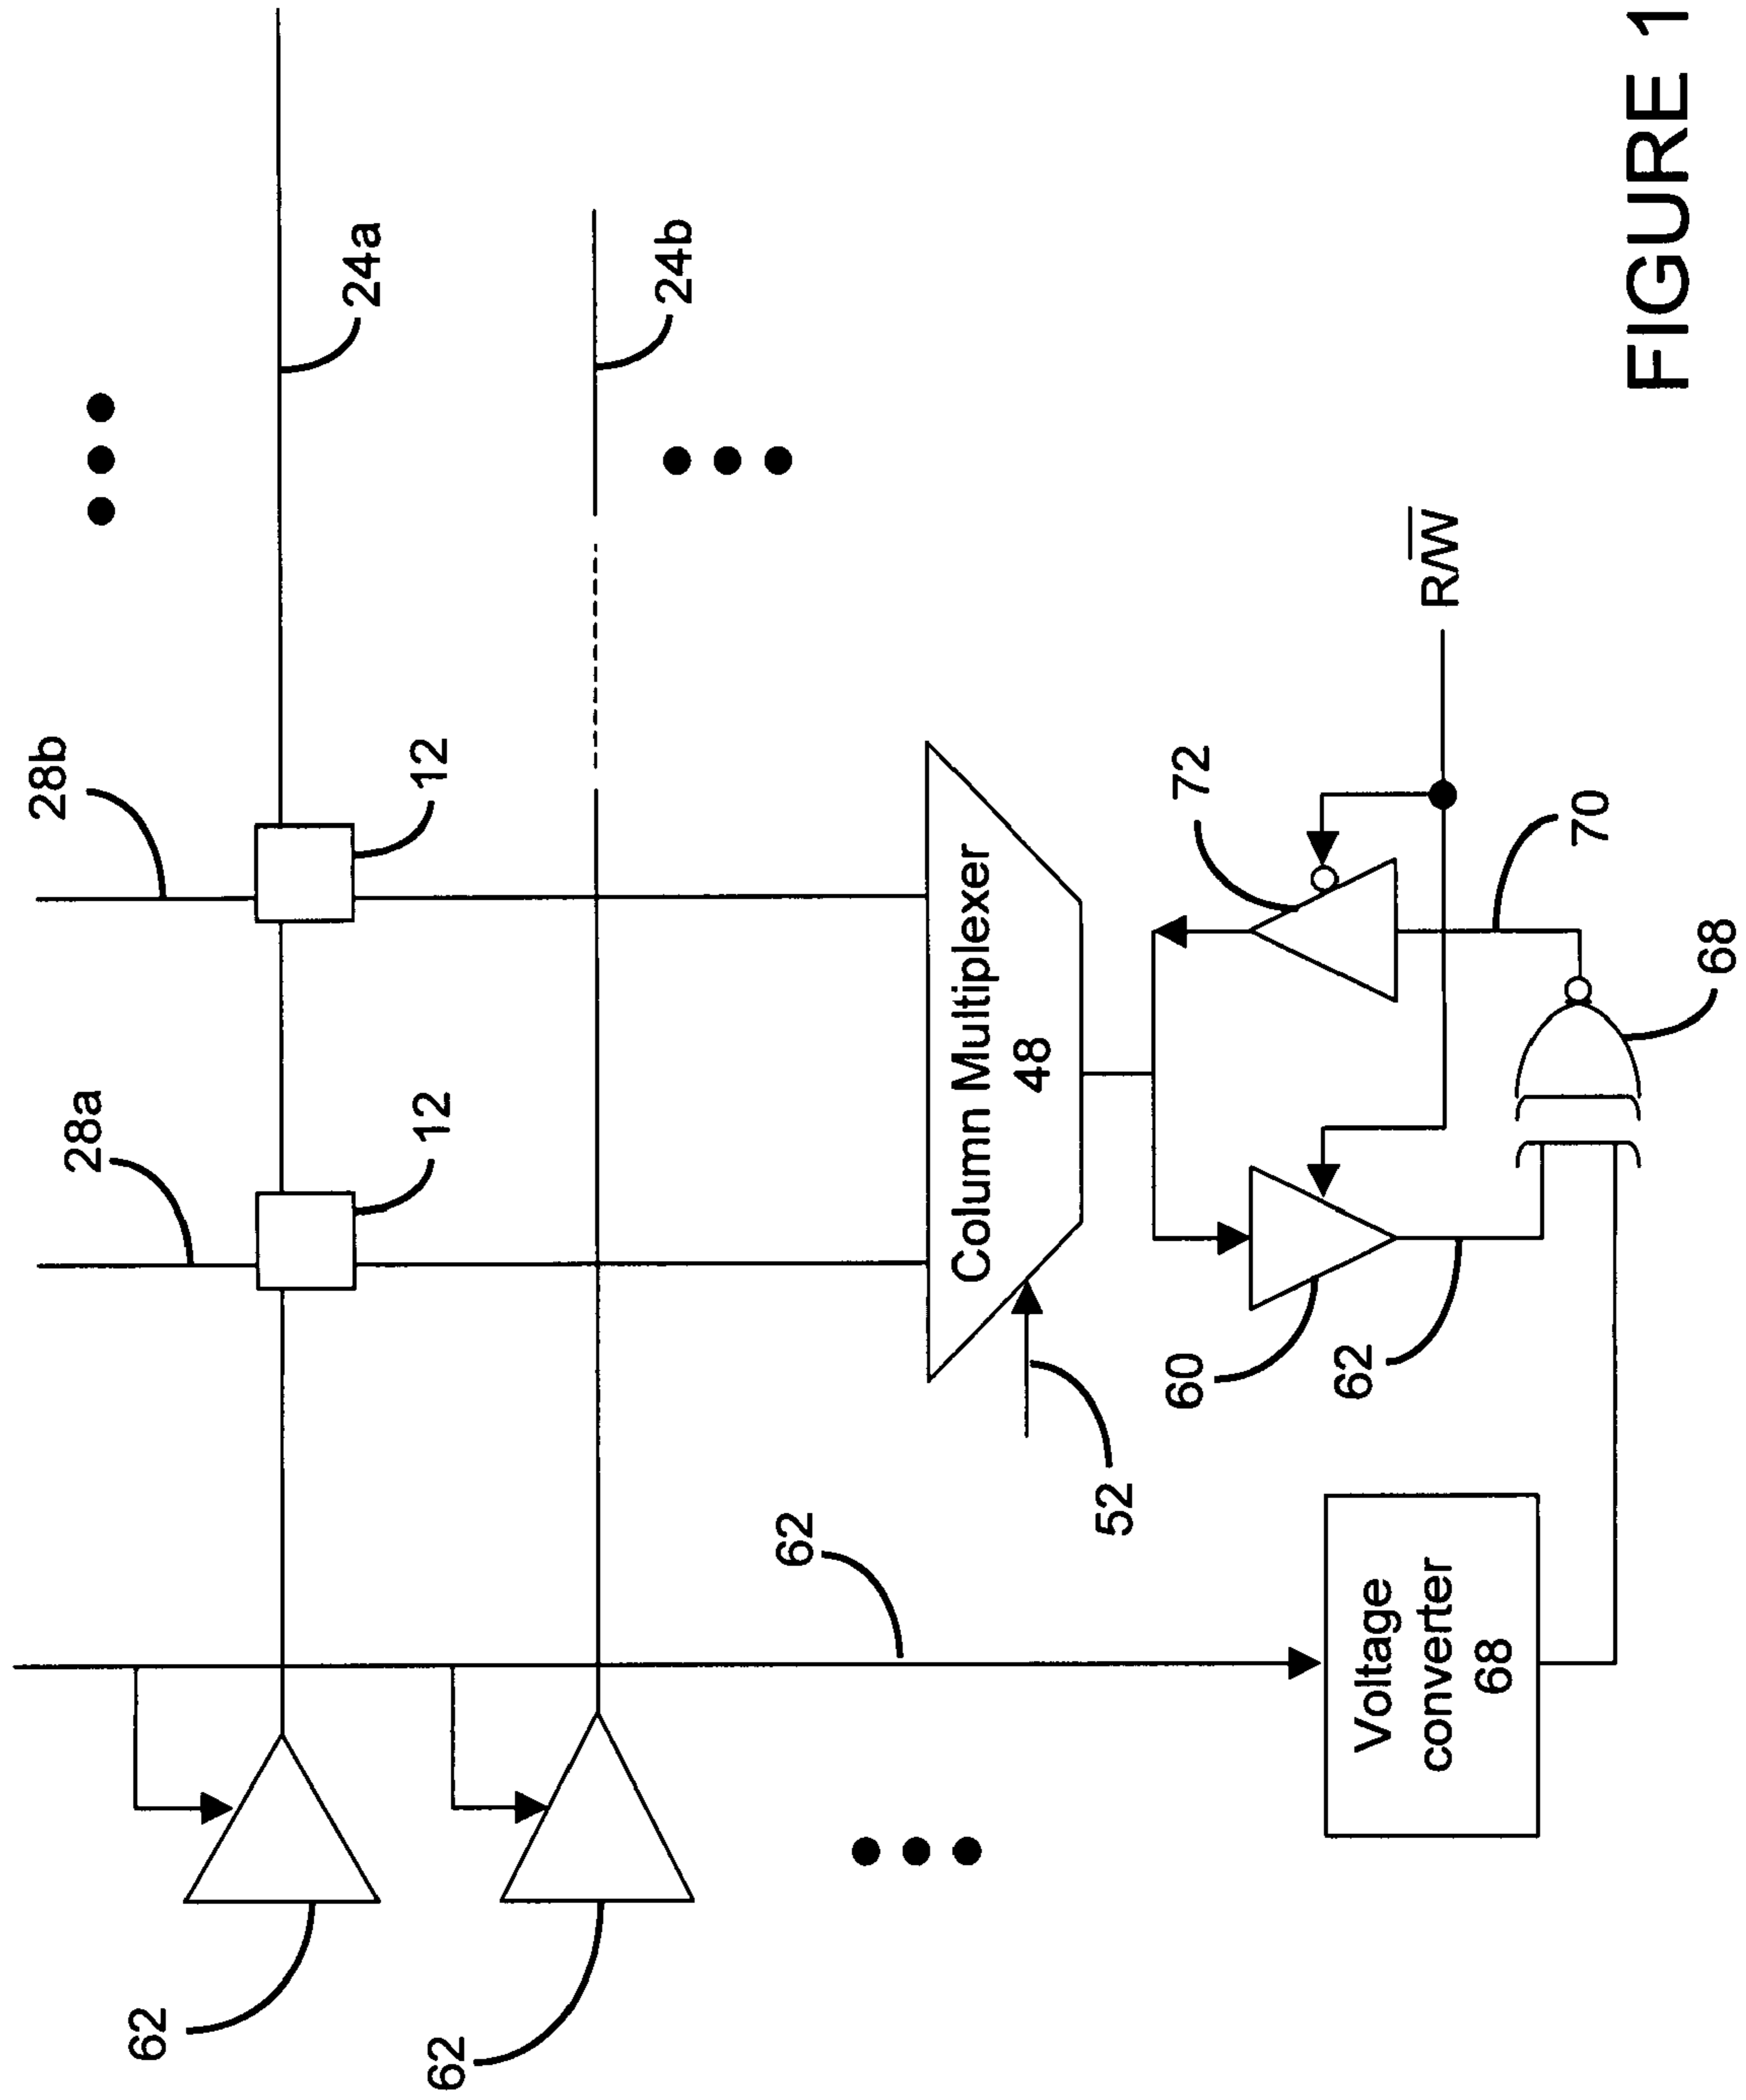 28b
28a
62
24a
12
12
62
24b
62
Column Multiplexer
48
52
60
72
62
Voltage
converter
68
R/W̅
70
68
FIGURE 1